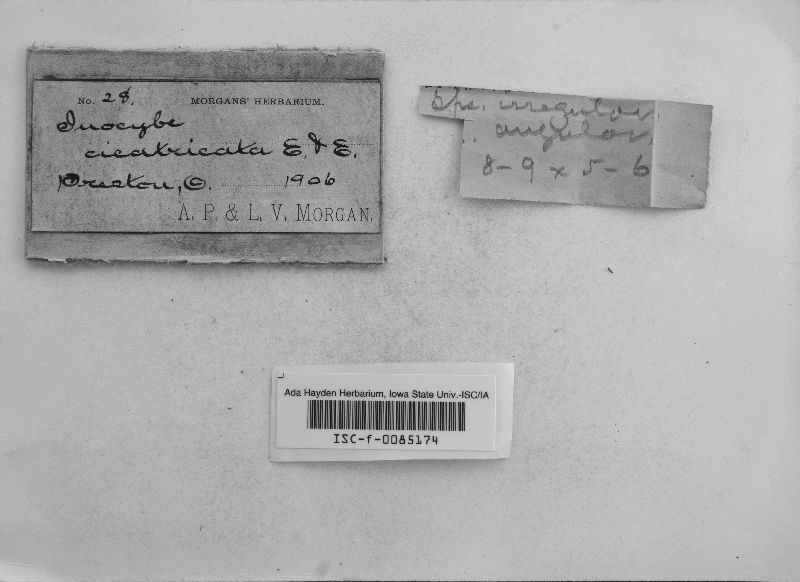 No. 28. MORGANS' HERBARIUM.
Inocybe
cicatricata E. & E.
Preston, O. 1906
A. P. & L. V. MORGAN.
Sps. irregular,
angular,
8-9 x 5-6
Ada Hayden Herbarium, Iowa State Univ.-ISC/IA
ISC-f-0085174